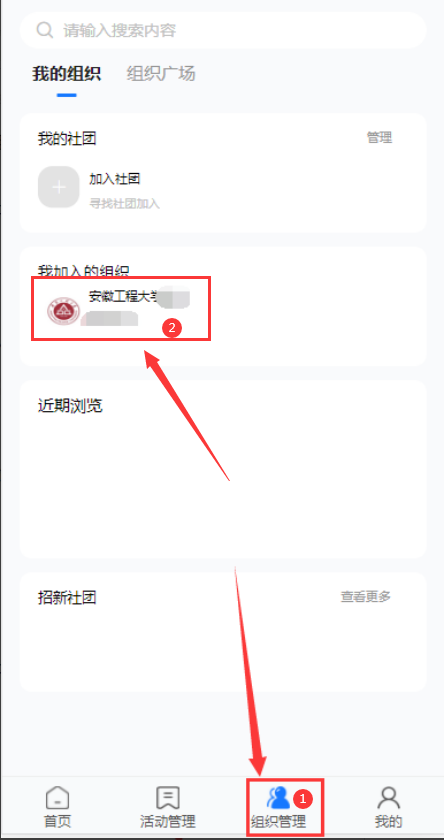 请输入搜索内容
我的组织 组织广场
我的社团 管理
加入社团
寻找社团加入
我加入的组织
安徽工程大学
2
近期浏览
招新社团 查看更多
1
首页 活动管理 组织管理 我的